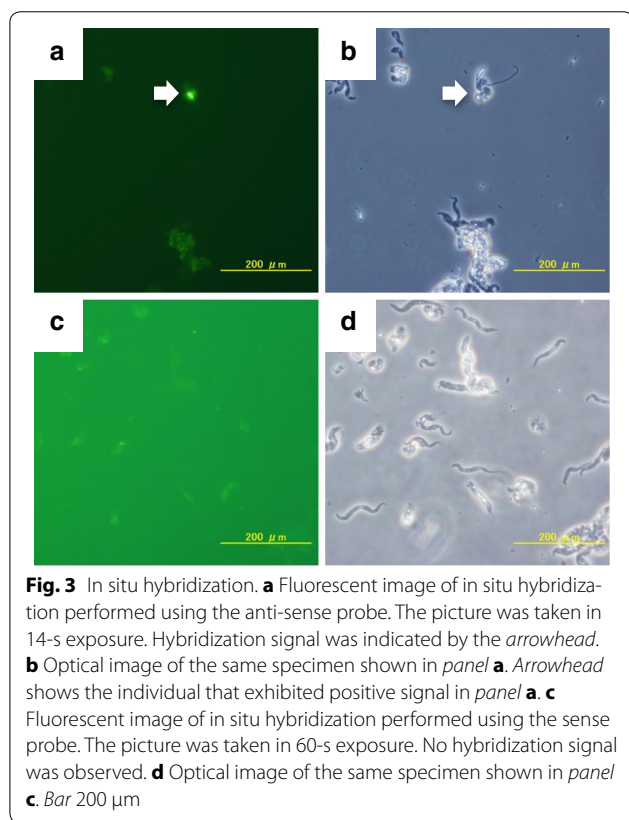 a
b
200 μm
200 μm
c
d
200 μm
200 μm
Fig. 3 In situ hybridization. a Fluorescent image of in situ hybridiza-
tion performed using the anti-sense probe. The picture was taken in
14-s exposure. Hybridization signal was indicated by the arrowhead.
b Optical image of the same specimen shown in panel a. Arrowhead
shows the individual that exhibited positive signal in panel a. c
Fluorescent image of in situ hybridization performed using the sense
probe. The picture was taken in 60-s exposure. No hybridization signal
was observed. d Optical image of the same specimen shown in panel
c. Bar 200 μm